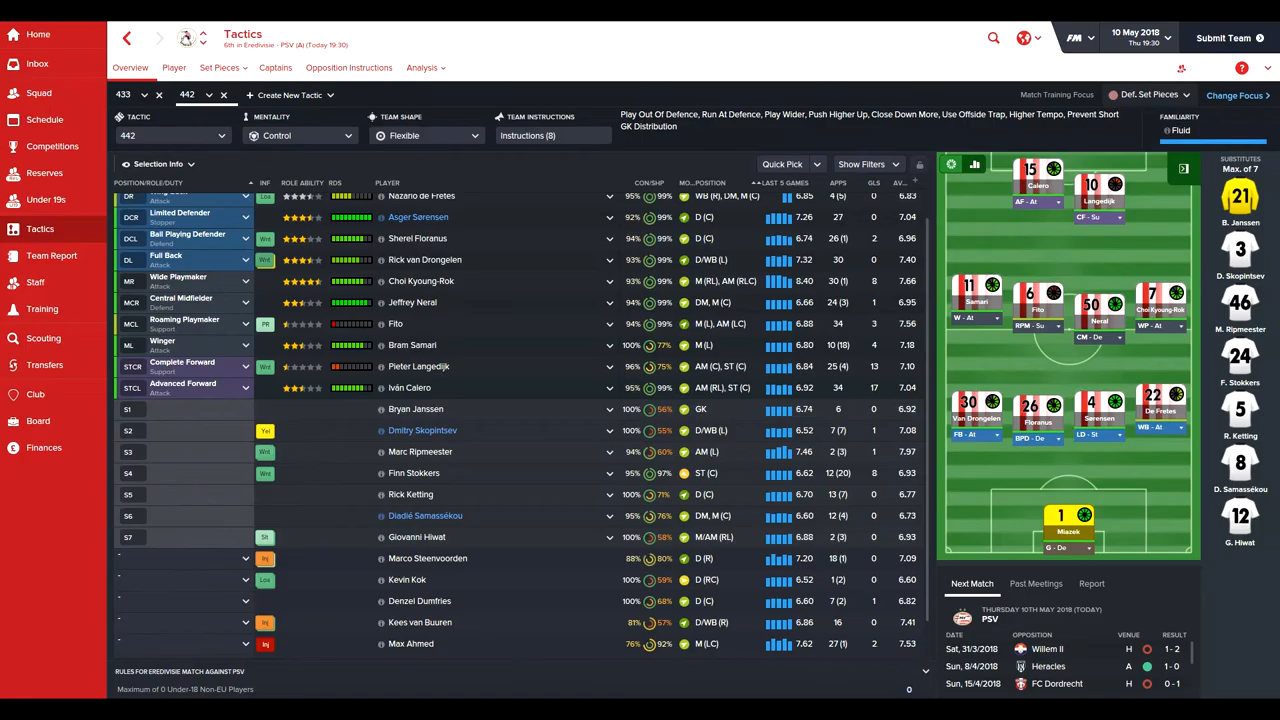 Home
Inbox
Squad
Schedule
Competitions
Reserves
Under 19s
Tactics
Team Report
Staff
Training
Scouting
Transfers
Club
Board
Finances
Tactics
6th in Eredivisie - PSV (A) (Today 19:30)
FM
10 May 2018
Thu 19:30
Submit Team
Overview Player Set Pieces Captains Opposition Instructions Analysis
433 442 + Create New Tactic
Match Training Focus Def. Set Pieces Change Focus >
TACTIC MENTALITY TEAM SHAPE TEAM INSTRUCTIONS
442 Control Flexible Instructions (8)
Play Out Of Defence, Run At Defence, Play Wider, Push Higher Up, Close Down More, Use Offside Trap, Higher Tempo, Prevent Short
GK Distribution
FAMILIARITY
Fluid
Selection Info Quick Pick Show Filters
POSITION/ROLE/DUTY INF ROLE ABILITY RDS PLAYER CON/SHP MO... POSITION LAST 5 GAMES APPS GLS AV...
DR Attack Loa Nazano de Fretes 95% 99% WB (R), DM, M (C) 6.85 4 (5) 0 6.83
DCR Limited Defender Stopper Asger Sørensen 92% 99% D (C) 7.26 27 1 7.04
DCL Ball Playing Defender Defend Wnt Sherel Floranus 94% 99% D (C) 6.74 26 (1) 2 6.96
DL Full Back Attack Wnt Rick van Drongelen 93% 99% D/WB (L) 7.32 30 0 7.40
MR Wide Playmaker Attack Choi Kyoung-Rok 93% 99% M (RL), AM (RLC) 8.40 30 (1) 8 7.66
MCR Central Midfielder Defend Jeffrey Neral 94% 99% DM, M (C) 6.66 24 (3) 1 6.95
MCL Roaming Playmaker Support PR Fito 94% 99% M (L), AM (LC) 6.88 34 3 7.56
ML Winger Attack Bram Samari 100% 77% M (L) 6.80 10 (18) 4 7.18
STCR Complete Forward Support Wnt Pieter Langedijk 96% 75% AM (C), ST (C) 6.84 25 (4) 13 7.10
STCL Advanced Forward Attack Iván Calero 95% 99% AM (RL), ST (C) 6.92 34 17 7.04
S1 Bryan Janssen 100% 56% GK 6.74 6 0 6.92
S2 Yel Dmitry Skopintsev 100% 55% D/WB (L) 6.52 7 (7) 1 7.08
S3 Wnt Marc Ripmeester 94% 60% AM (L) 7.46 2 (3) 1 7.97
S4 Wnt Finn Stokkers 95% 97% ST (C) 6.62 12 (20) 8 6.93
S5 Rick Ketting 100% 71% D (C) 6.70 13 (7) 1 6.77
S6 Diadié Samassékou 95% 76% DM, M (C) 6.60 12 (4) 0 6.73
S7 Slt Giovanni Hiwat 100% 58% M/AM (RL) 6.88 2 (3) 0 6.93
- Inj Marco Steenvoorden 88% 80% D (R) 7.20 18 (1) 0 7.09
- Loa Kevin Kok 100% 59% D (RC) 6.52 1 (2) 0 6.60
- Denzel Dumfries 100% 68% D (C) 6.60 7 (2) 1 6.82
- Inj Kees van Buuren 81% 57% D/WB (R) 6.86 16 0 7.41
- Inj Max Ahmed 76% 92% M (LC) 7.62 27 (1) 2 7.53
RULES FOR EREDIVISIE MATCH AGAINST PSV
Maximum of 0 Under-18 Non-EU Players 0
15 Calero AF - At
10 Langedijk CF - Su
11 Samari W - At
6 Fito RPM - Su
50 Neral CM - De
7 Choi Kyoung-Rok WP - At
30 Van Drongelen FB - At
26 Floranus BPD - De
4 Sørensen LD - St
22 De Fretes WB - At
1 Miazek G - De
SUBSTITUTES
Max. of 7
21
B. Janssen
3
D. Skopintsev
46
M. Ripmeester
24
F. Stokkers
5
R. Ketting
8
D. Samassékou
12
G. Hiwat
Next Match Past Meetings Report
THURSDAY 10TH MAY 2018 (TODAY)
PSV
DATE OPPOSITION VENUE RESULT
Sat, 31/3/2018 Willem II H 1 - 2
Sun, 8/4/2018 Heracles A 1 - 0
Sun, 15/4/2018 FC Dordrecht H 0 - 1